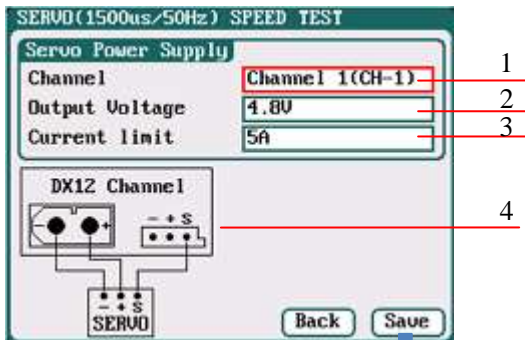 SERVO(1500us/50Hz) SPEED TEST
Servo Power Supply
Channel Channel 1(CH-1) 1
Output Voltage 4.8V 2
Current limit 5A 3
DX12 Channel
- + S
- +
4
- + S
SERVO
Back Save